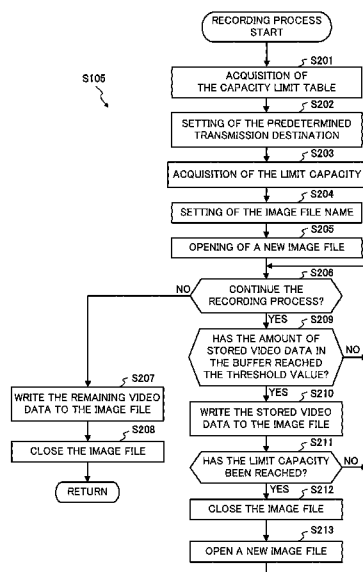 RECORDING PROCESS
START
S105
S201
ACQUISITION OF
THE CAPACITY LIMIT TABLE
S202
SETTING OF THE PREDETERMINED
TRANSMISSION DESTINATION
S203
ACQUISITION OF THE LIMIT CAPACITY
S204
SETTING OF THE IMAGE FILE NAME
S205
OPENING OF A NEW IMAGE FILE
S206
NO
CONTINUE THE
RECORDING PROCESS?
YES
S209
HAS THE AMOUNT OF
STORED VIDEO DATA IN
THE BUFFER REACHED
THE THRESHOLD VALUE?
NO
S207
WRITE THE REMAINING VIDEO
DATA TO THE IMAGE FILE
YES
S210
WRITE THE STORED VIDEO
DATA TO THE IMAGE FILE
S208
CLOSE THE IMAGE FILE
S211
HAS THE LIMIT CAPACITY
BEEN REACHED?
NO
RETURN
YES
S212
CLOSE THE IMAGE FILE
S213
OPEN A NEW IMAGE FILE